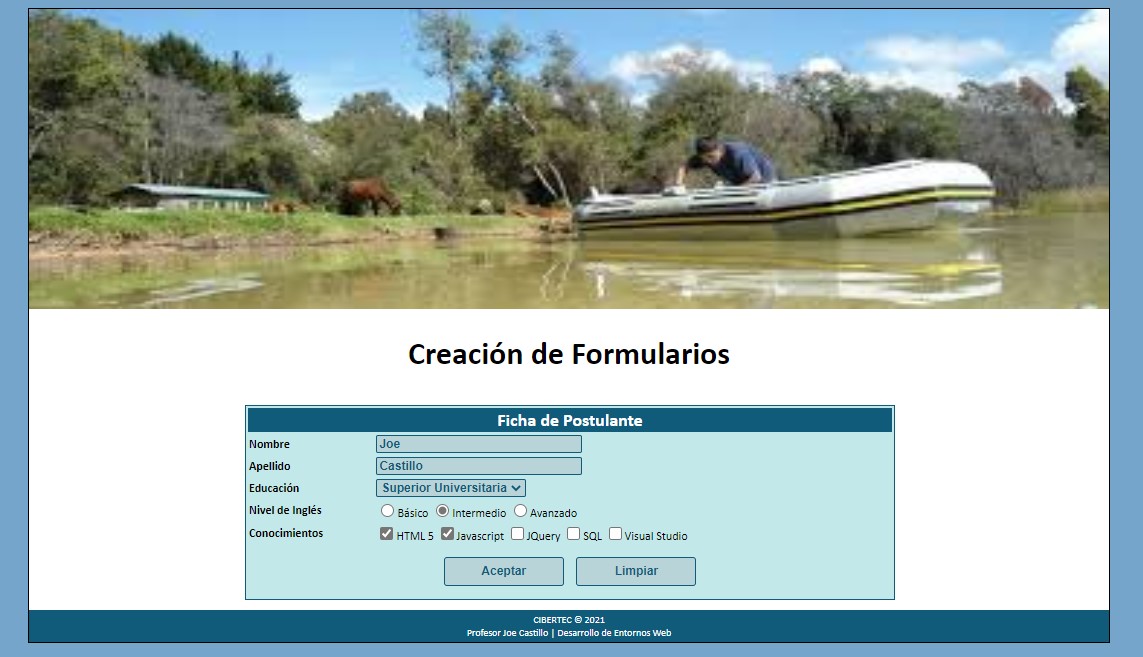 Creación de Formularios
Ficha de Postulante
Nombre Joe
Apellido Castillo
Educación Superior Universitaria
Nivel de Inglés Básico Intermedio Avanzado
Conocimientos HTML 5 Javascript JQuery SQL Visual Studio
Aceptar Limpiar
CIBERTEC © 2021
Profesor Joe Castillo | Desarrollo de Entornos Web